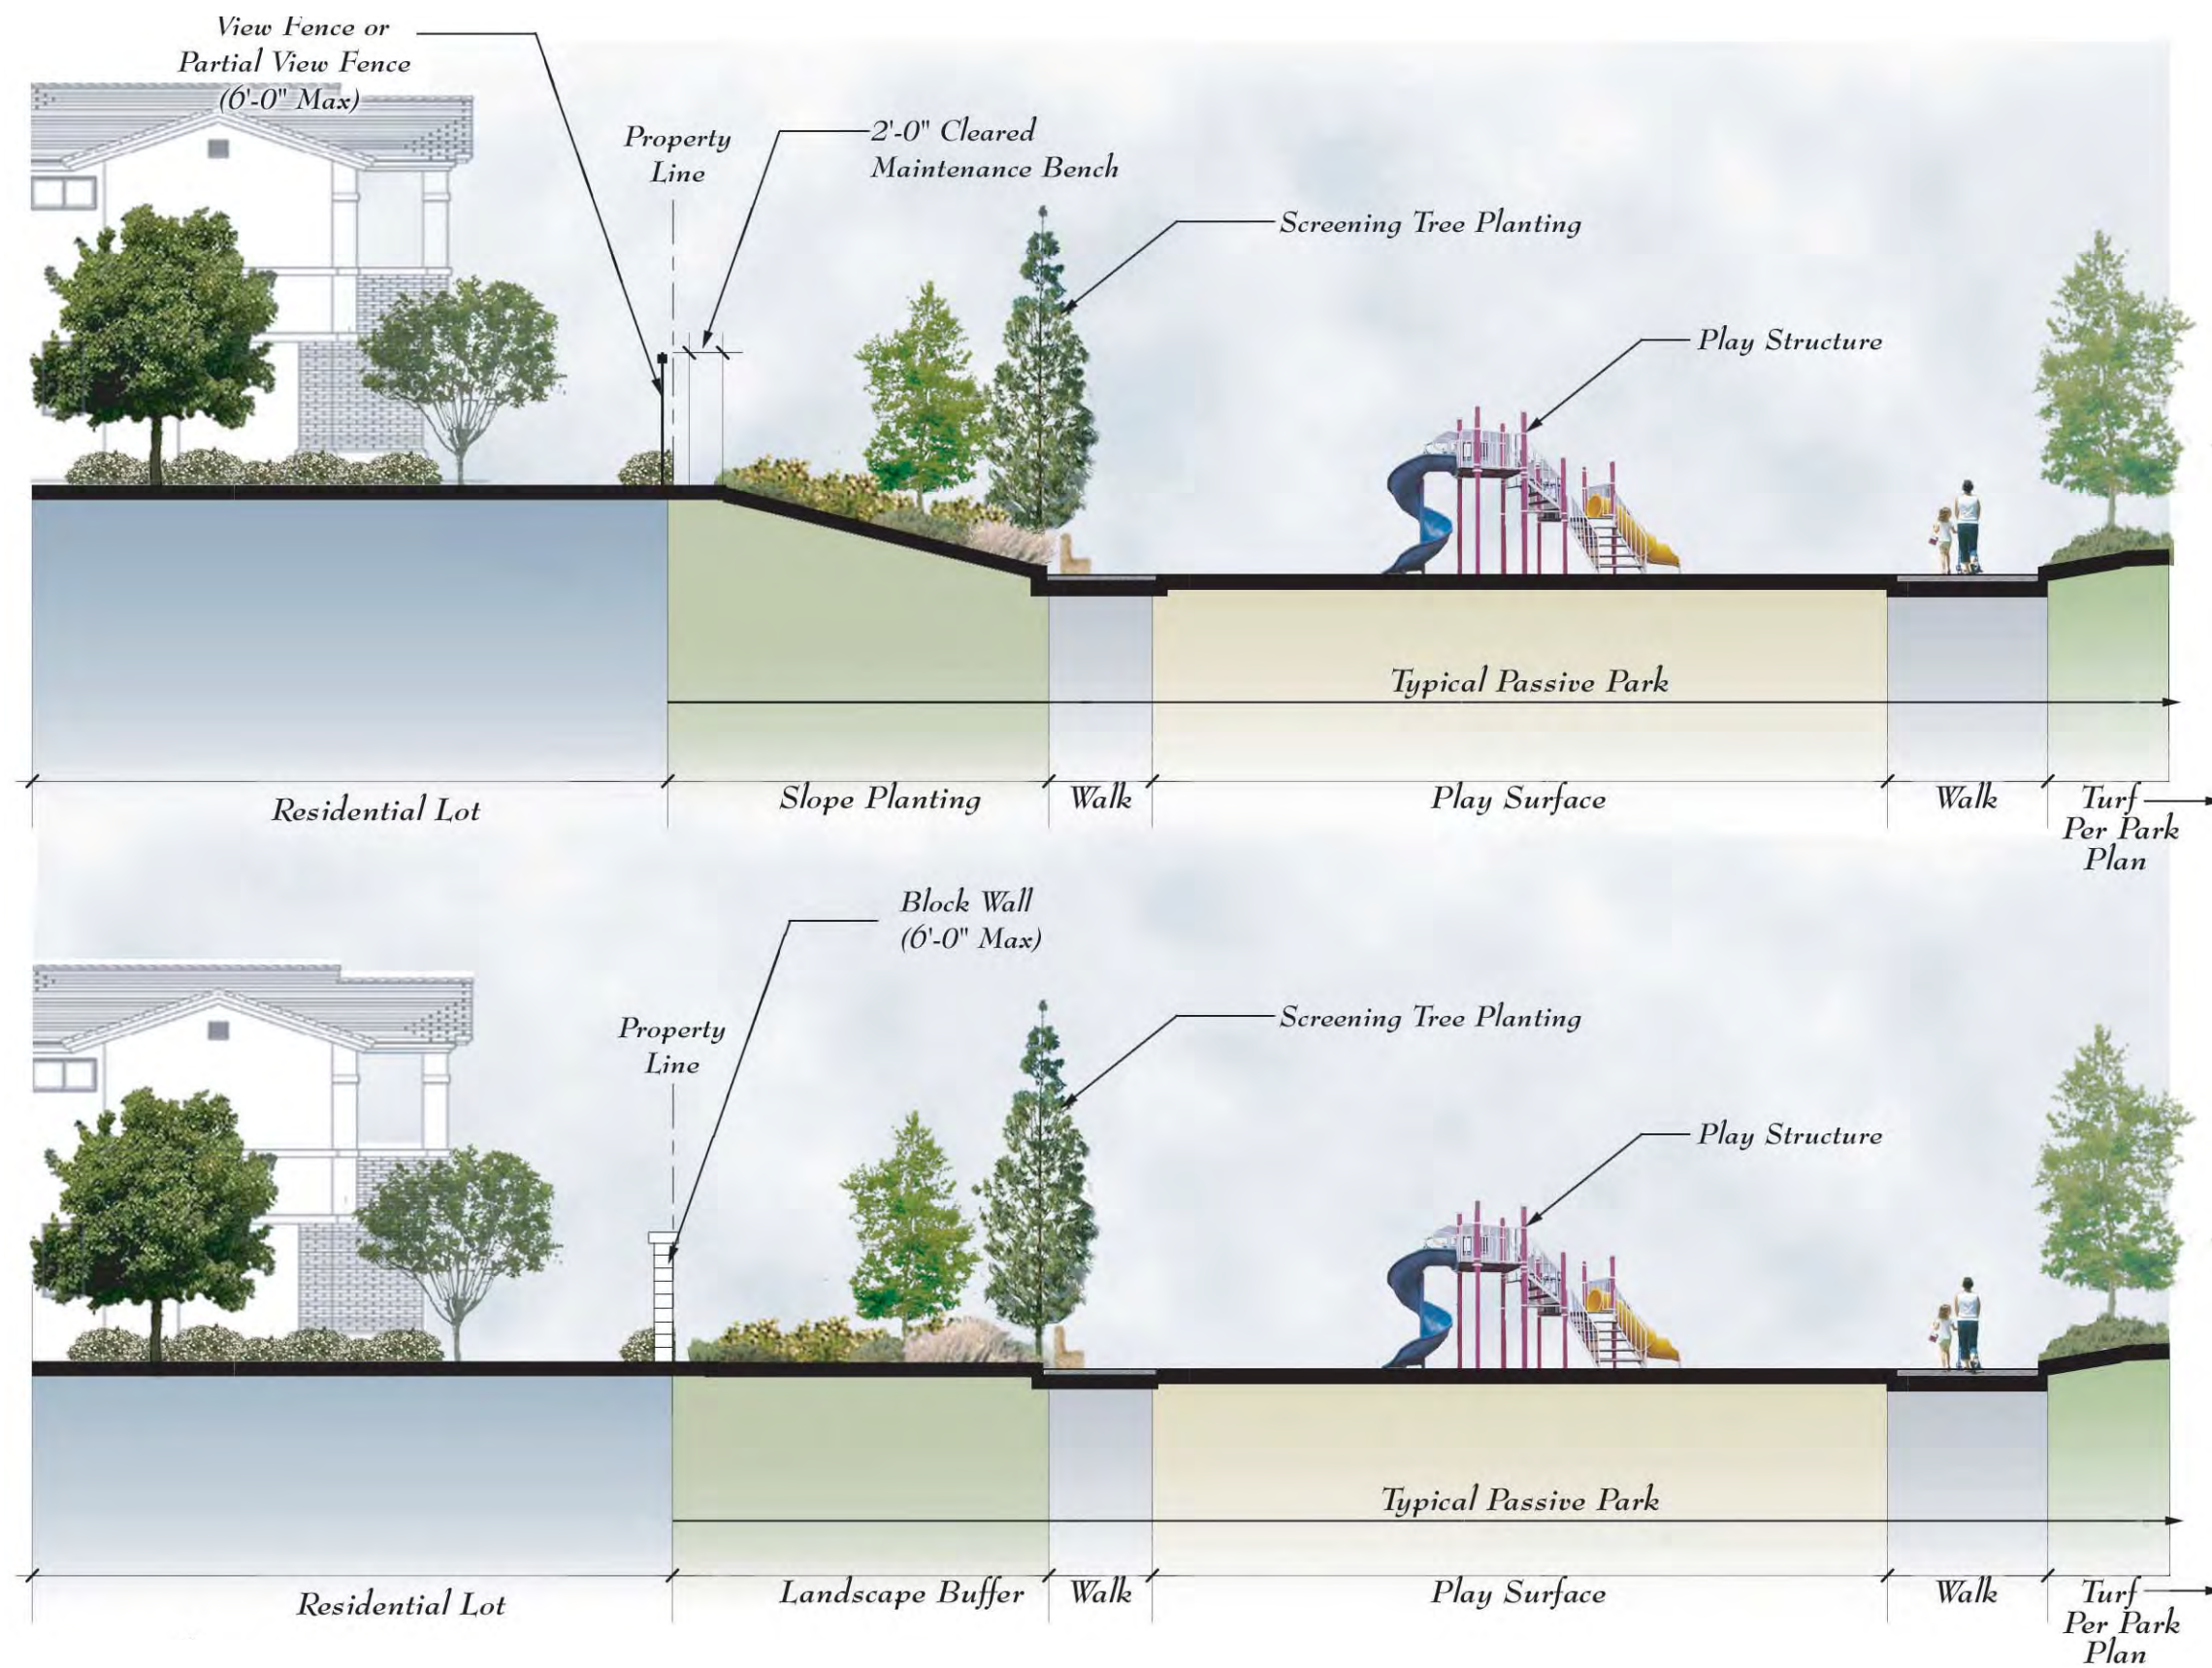 View Fence or
Partial View Fence
(6'-0" Max)
Property
Line
2'-0" Cleared
Maintenance Bench
Screening Tree Planting
Play Structure
Typical Passive Park
Residential Lot
Slope Planting
Walk
Play Surface
Walk
Turf
Per Park
Plan
Block Wall
(6'-0" Max)
Property
Line
Screening Tree Planting
Play Structure
Typical Passive Park
Residential Lot
Landscape Buffer
Walk
Play Surface
Walk
Turf
Per Park
Plan